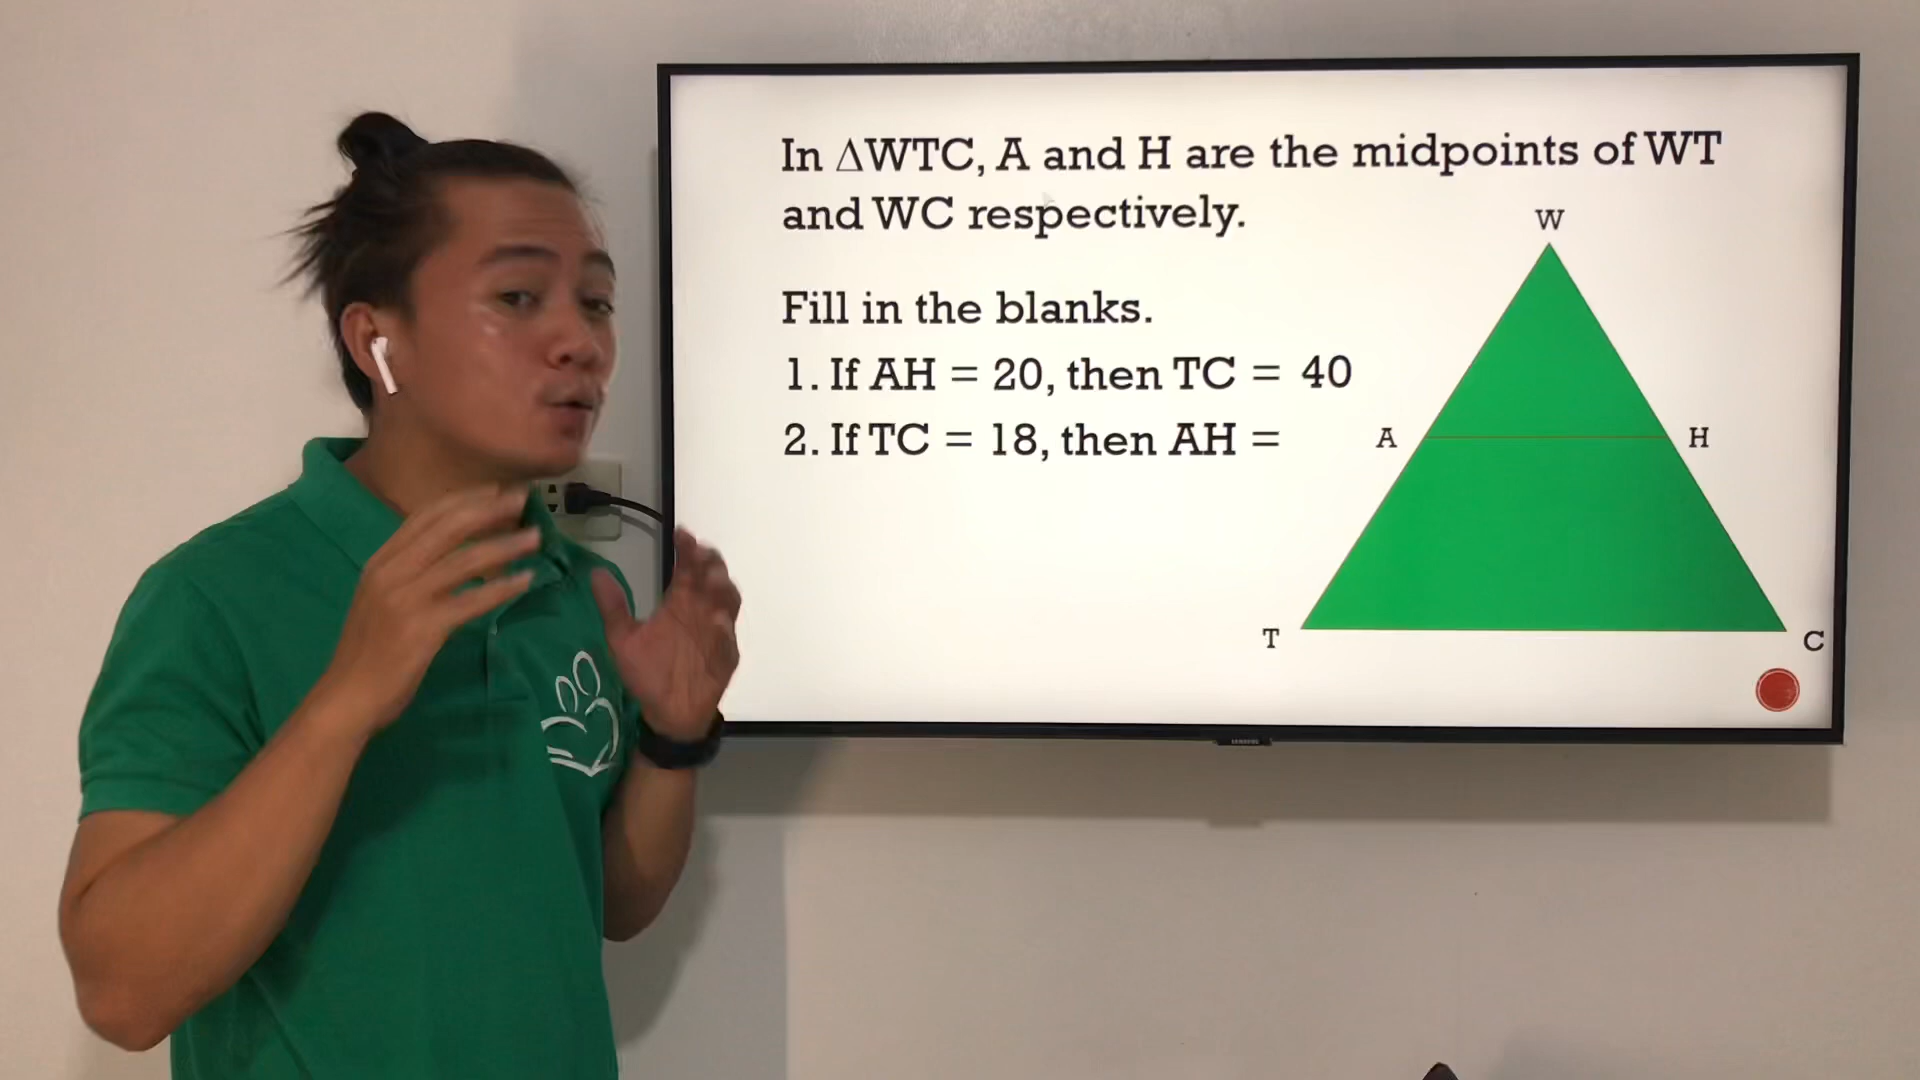 In ΔWTC, A and H are the midpoints of WT
and WC respectively.
W
Fill in the blanks.
1. If AH = 20, then TC = 40
2. If TC = 18, then AH =
A
H
T
C
SAMSUNG